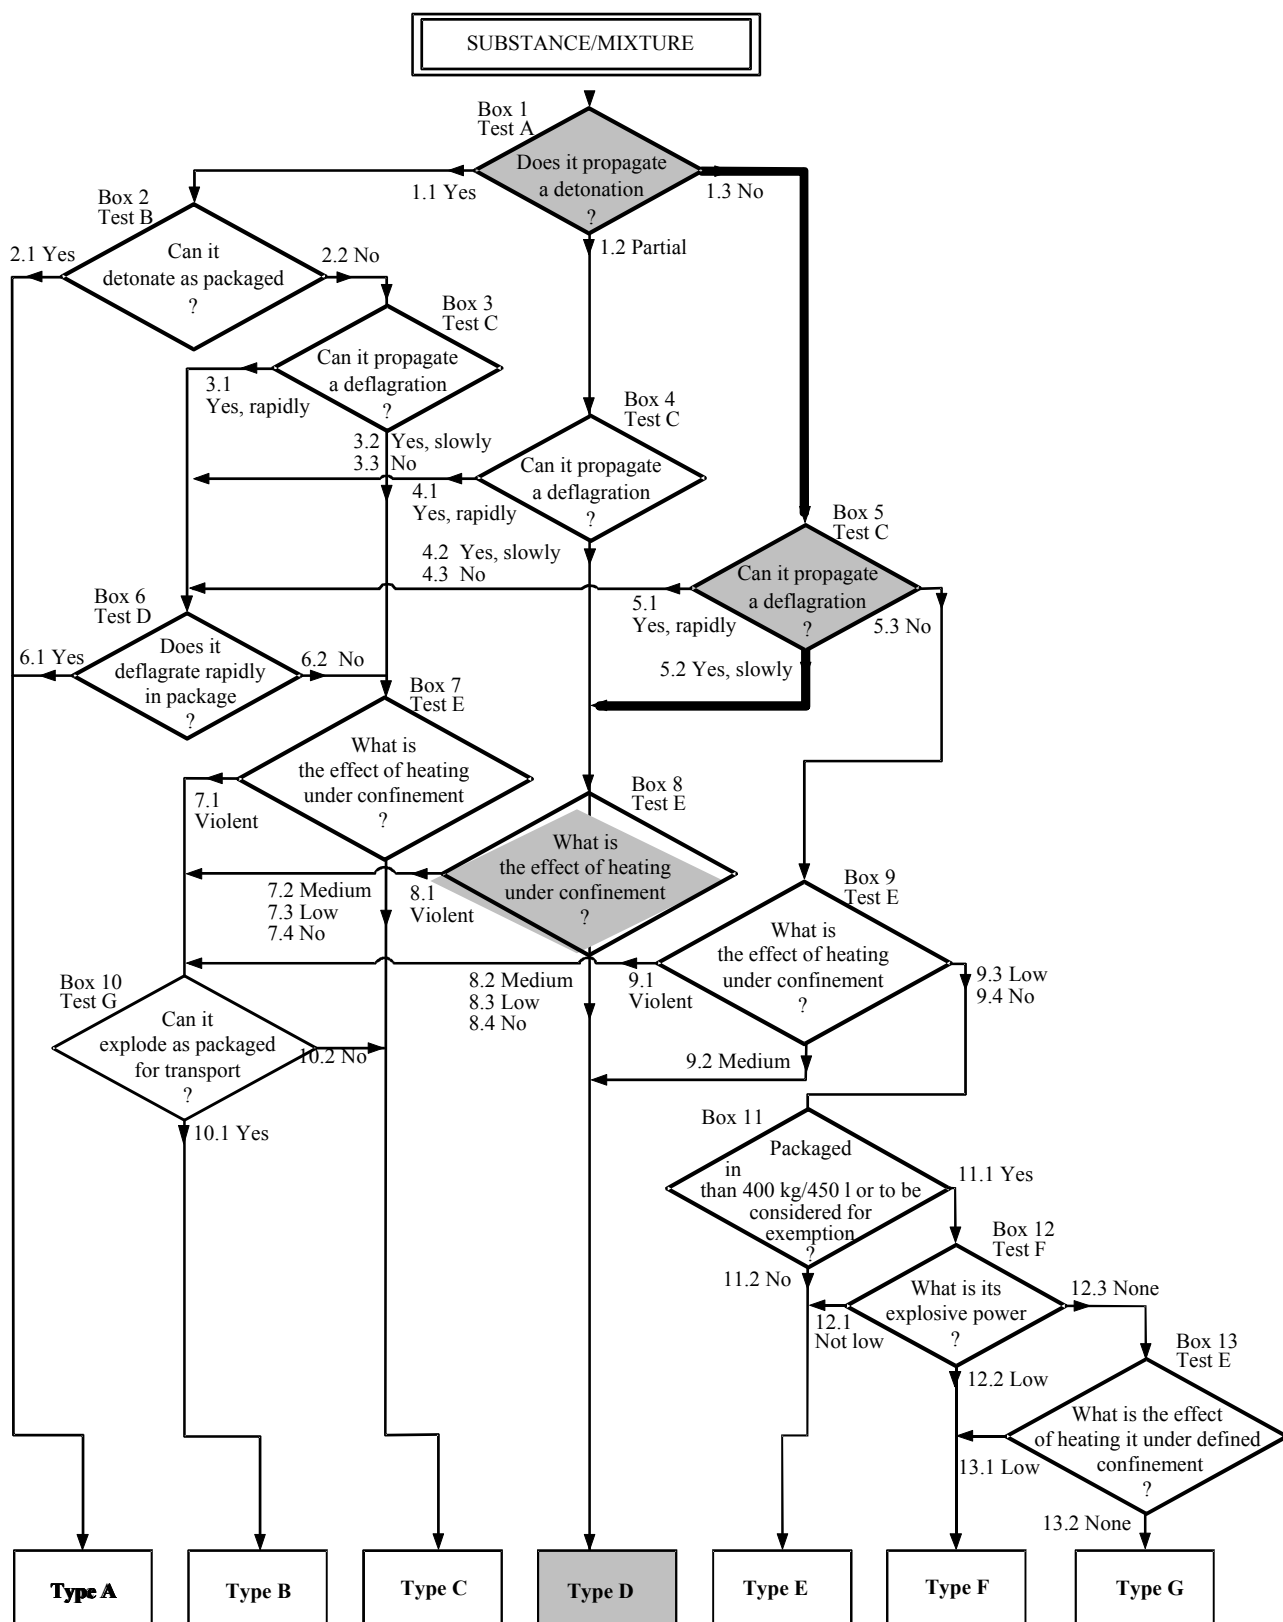 SUBSTANCE/MIXTURE
Box 1
Test A
Does it propagate
a detonation
?
1.1 Yes
1.3 No
1.2 Partial
Box 2
Test B
2.1 Yes
Can it
detonate as packaged
?
2.2 No
Box 3
Test C
Can it propagate
a deflagration
?
3.1
Yes, rapidly
3.2 Yes, slowly
3.3 No
Box 4
Test C
Can it propagate
a deflagration
?
4.1
Yes, rapidly
4.2 Yes, slowly
4.3 No
Box 5
Test C
Can it propagate
a deflagration
?
5.1
Yes, rapidly
5.3 No
5.2 Yes, slowly
Box 6
Test D
Does it
deflagrate rapidly
in package
?
6.1 Yes
6.2 No
Box 7
Test E
What is
the effect of heating
under confinement
?
7.1
Violent
7.2 Medium
7.3 Low
7.4 No
Box 8
Test E
What is
the effect of heating
under confinement
?
8.1
Violent
8.2 Medium
8.3 Low
8.4 No
Box 9
Test E
What is
the effect of heating
under confinement
?
9.1
Violent
9.3 Low
9.4 No
9.2 Medium
Box 10
Test G
Can it
explode as packaged
for transport
?
10.2 No
10.1 Yes
Box 11
Packaged
in
than 400 kg/450 l or to be
considered for
exemption
?
11.1 Yes
11.2 No
Box 12
Test F
What is its
explosive power
?
12.1
Not low
12.3 None
12.2 Low
Box 13
Test E
What is the effect
of heating it under defined
confinement
?
13.1 Low
13.2 None
Type A
Type B
Type C
Type D
Type E
Type F
Type G